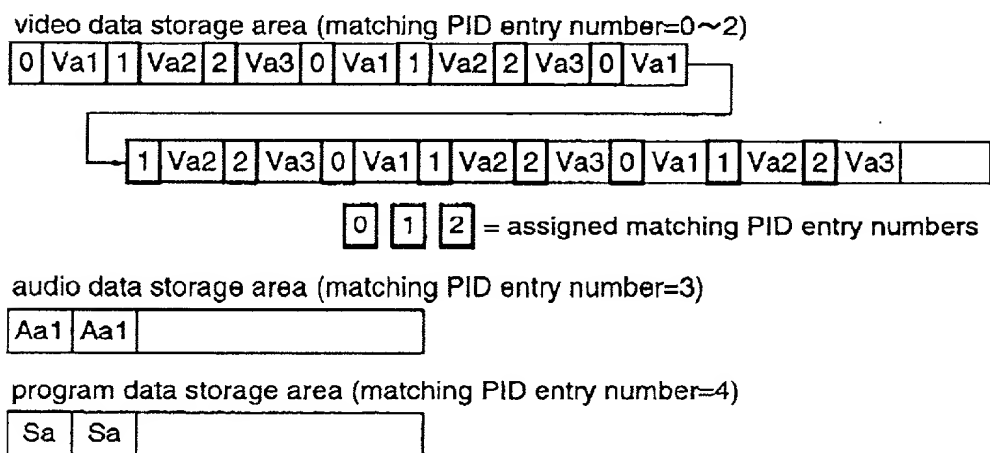 video data storage area (matching PID entry number=0～2)
0 Va1 1 Va2 2 Va3 0 Va1 1 Va2 2 Va3 0 Va1
1 Va2 2 Va3 0 Va1 1 Va2 2 Va3 0 Va1 1 Va2 2 Va3
0 1 2 = assigned matching PID entry numbers
audio data storage area (matching PID entry number=3)
Aa1 Aa1
program data storage area (matching PID entry number=4)
Sa Sa